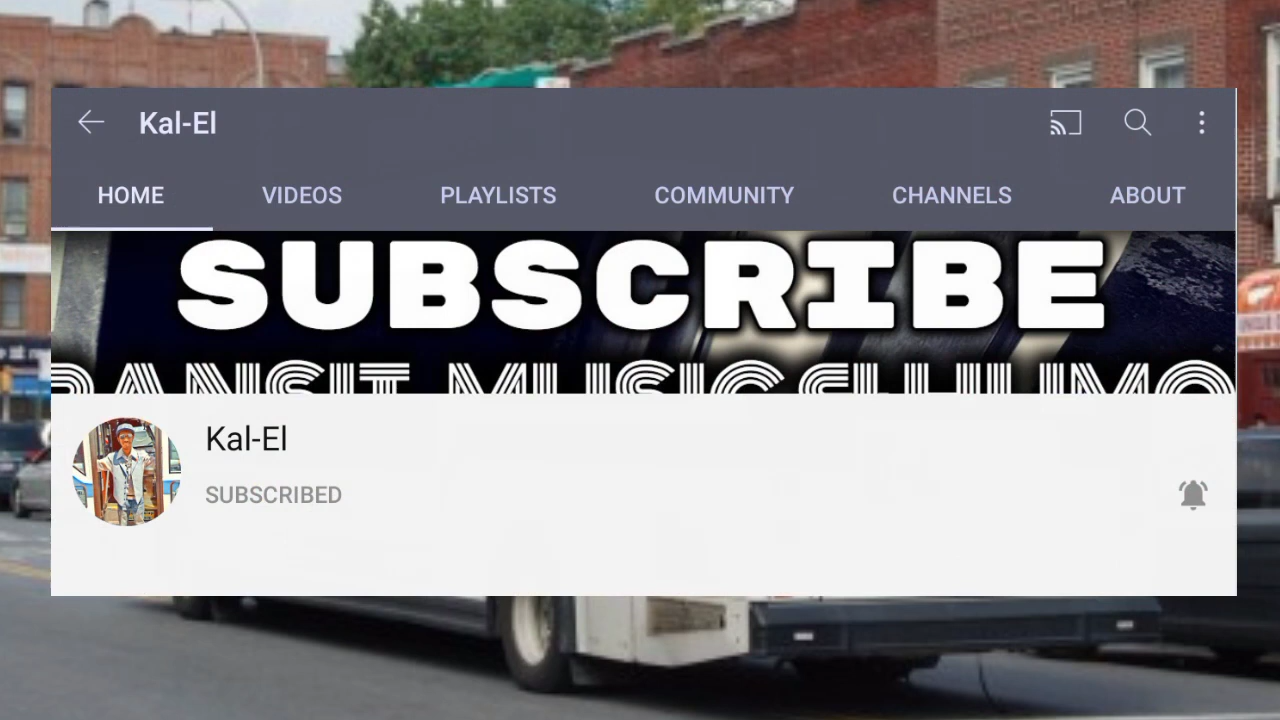 Kal-El
HOME VIDEOS PLAYLISTS COMMUNITY CHANNELS ABOUT
SUBSCRIBE
Kal-El
SUBSCRIBED